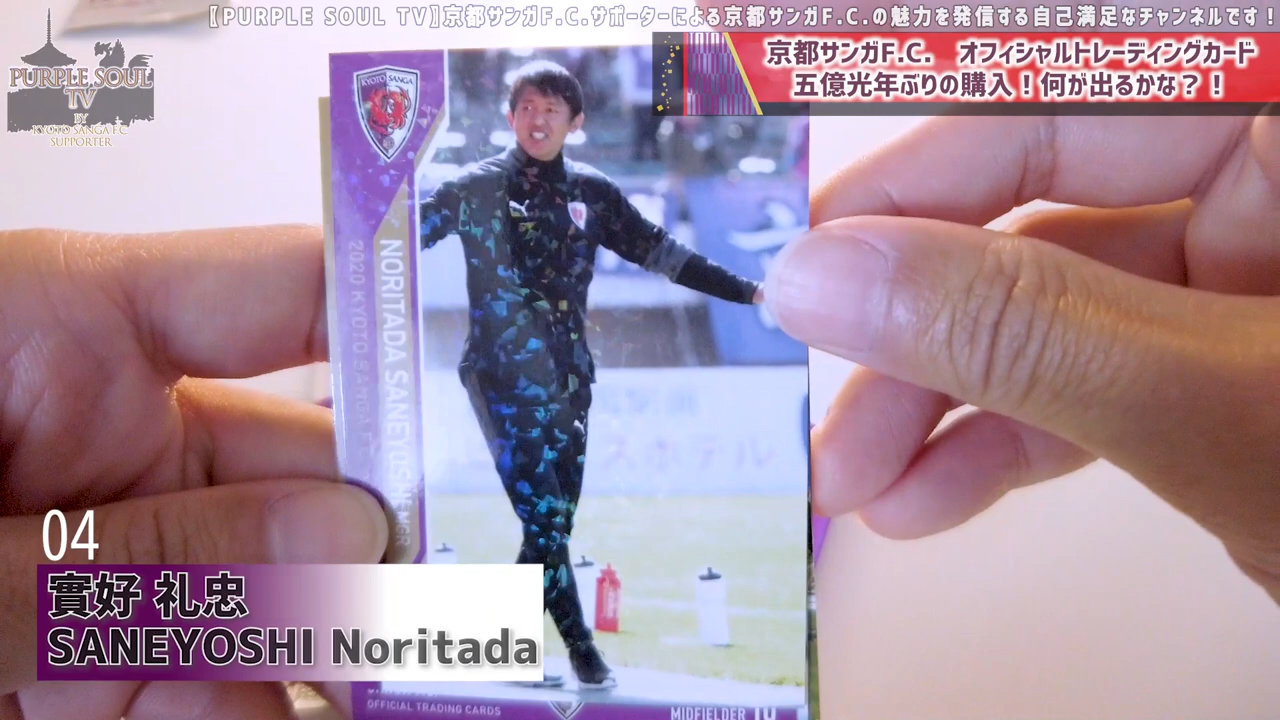 【PURPLE SOUL TV】京都サンガF.C.サポーターによる京都サンガF.C.の魅力を発信する自己満足なチャンネルです！
京都サンガF.C.　オフィシャルトレーディングカード
五億光年ぶりの購入！何が出るかな？！
PURPLE SOUL
TV
BY
KYOTO SANGA F.C.
SUPPORTER
KYOTO SANGA
NORITADA SANEYOSHI MGR
2020 KYOTO SANGA F.C.
スホテル
04
實好 礼忠
SANEYOSHI Noritada
OFFICIAL TRADING CARDS
MIDFIELDER 10